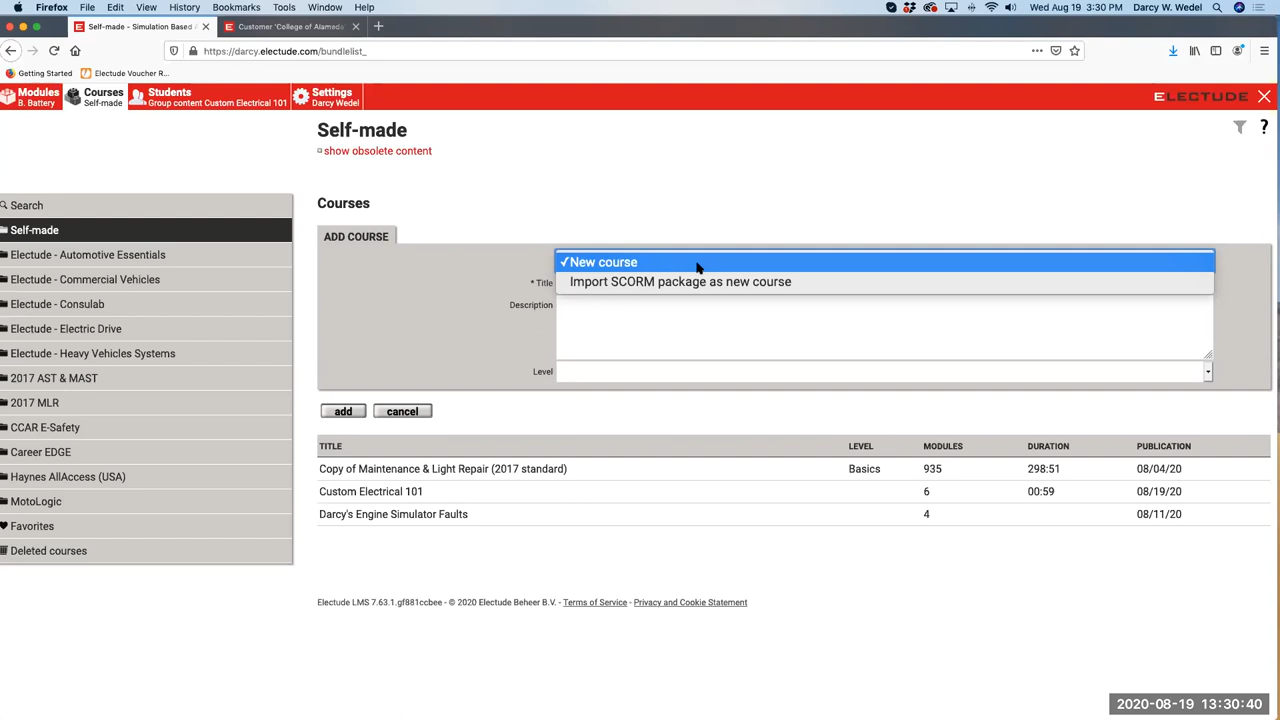 Firefox File Edit View History Bookmarks Tools Window Help Wed Aug 19 3:30 PM Darcy W. Wedel
Self-made - Simulation Based Customer 'College of Alameda
https://darcy.electude.com/bundlelist_
Getting Started Electude Voucher R...
Modules Courses Students Settings
B. Battery Self-made Group content Custom Electrical 101 Darcy Wedel
ELECTUDE
Self-made
show obsolete content
Courses
ADD COURSE
✓New course
Import SCORM package as new course
* Title
Description
Level
add cancel
TITLE LEVEL MODULES DURATION PUBLICATION
Copy of Maintenance & Light Repair (2017 standard) Basics 935 298:51 08/04/20
Custom Electrical 101 6 00:59 08/19/20
Darcy's Engine Simulator Faults 4 08/11/20
Search
Self-made
Electude - Automotive Essentials
Electude - Commercial Vehicles
Electude - Consulab
Electude - Electric Drive
Electude - Heavy Vehicles Systems
2017 AST & MAST
2017 MLR
CCAR E-Safety
Career EDGE
Haynes AllAccess (USA)
MotoLogic
Favorites
Deleted courses
Electude LMS 7.63.1.gf881ccbee - © 2020 Electude Beheer B.V. - Terms of Service - Privacy and Cookie Statement
2020-08-19 13:30:40